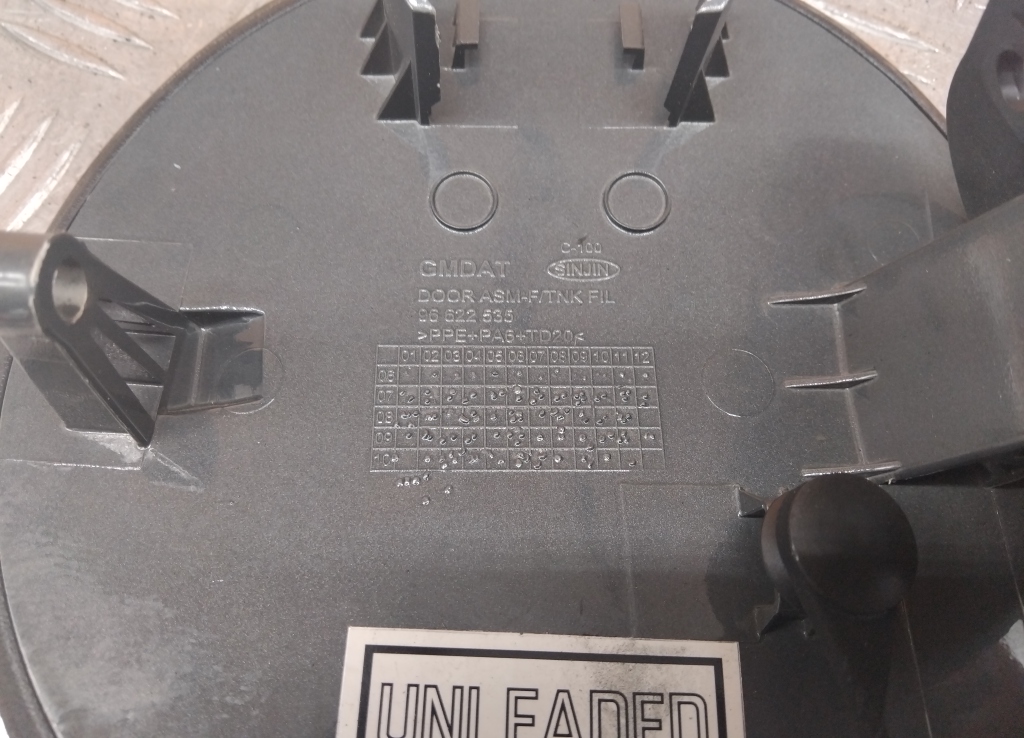 C-100
GMDAT SINJIN
DOOR ASM-F/TNK FIL
96 622 535
>PPE+PA6+TD20<
01 02 03 04 05 06 07 08 09 10 11 12
06
07
08
09
10
UNLEADED